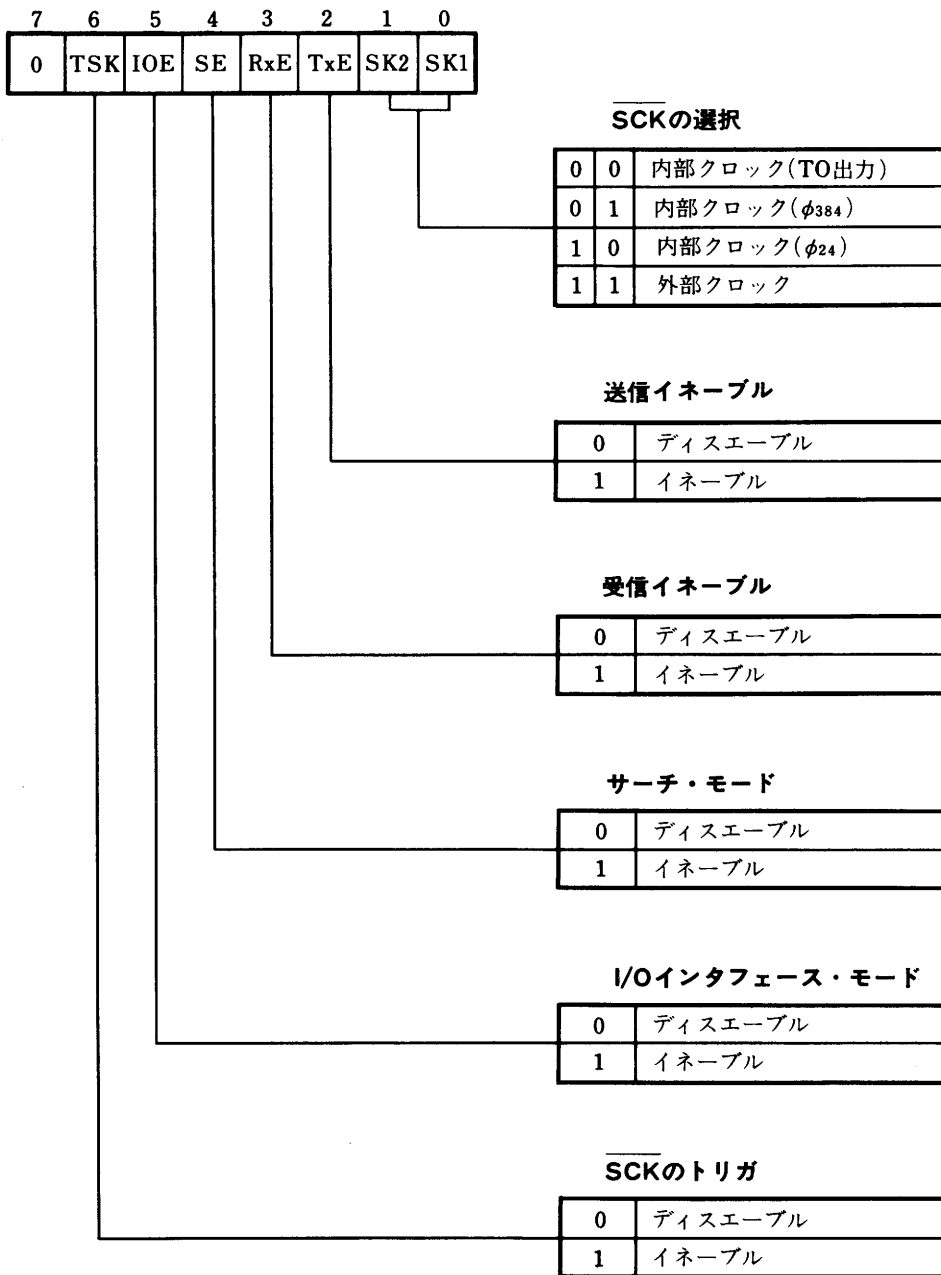 7 6 5 4 3 2 1 0
0 TSK IOE SE RxE TxE SK2 SK1
SCKの選択
0 0 内部クロック(TO出力)
0 1 内部クロック(φ384)
1 0 内部クロック(φ24)
1 1 外部クロック
送信イネーブル
0 ディスエーブル
1 イネーブル
受信イネーブル
0 ディスエーブル
1 イネーブル
サーチ・モード
0 ディスエーブル
1 イネーブル
I/Oインタフェース・モード
0 ディスエーブル
1 イネーブル
SCKのトリガ
0 ディスエーブル
1 イネーブル